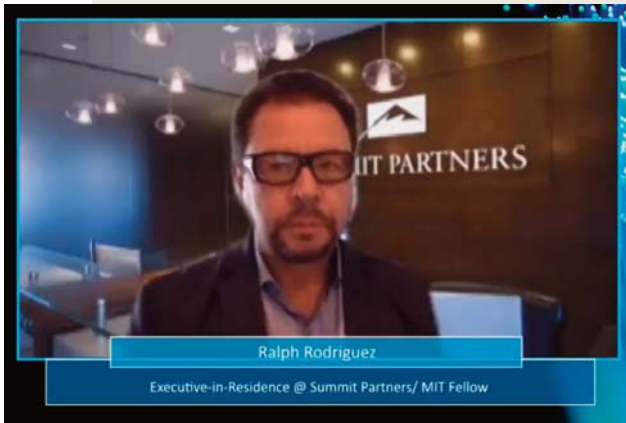 IT PARTNERS
Ralph Rodriguez
Executive-in-Residence @ Summit Partners/ MIT Fellow